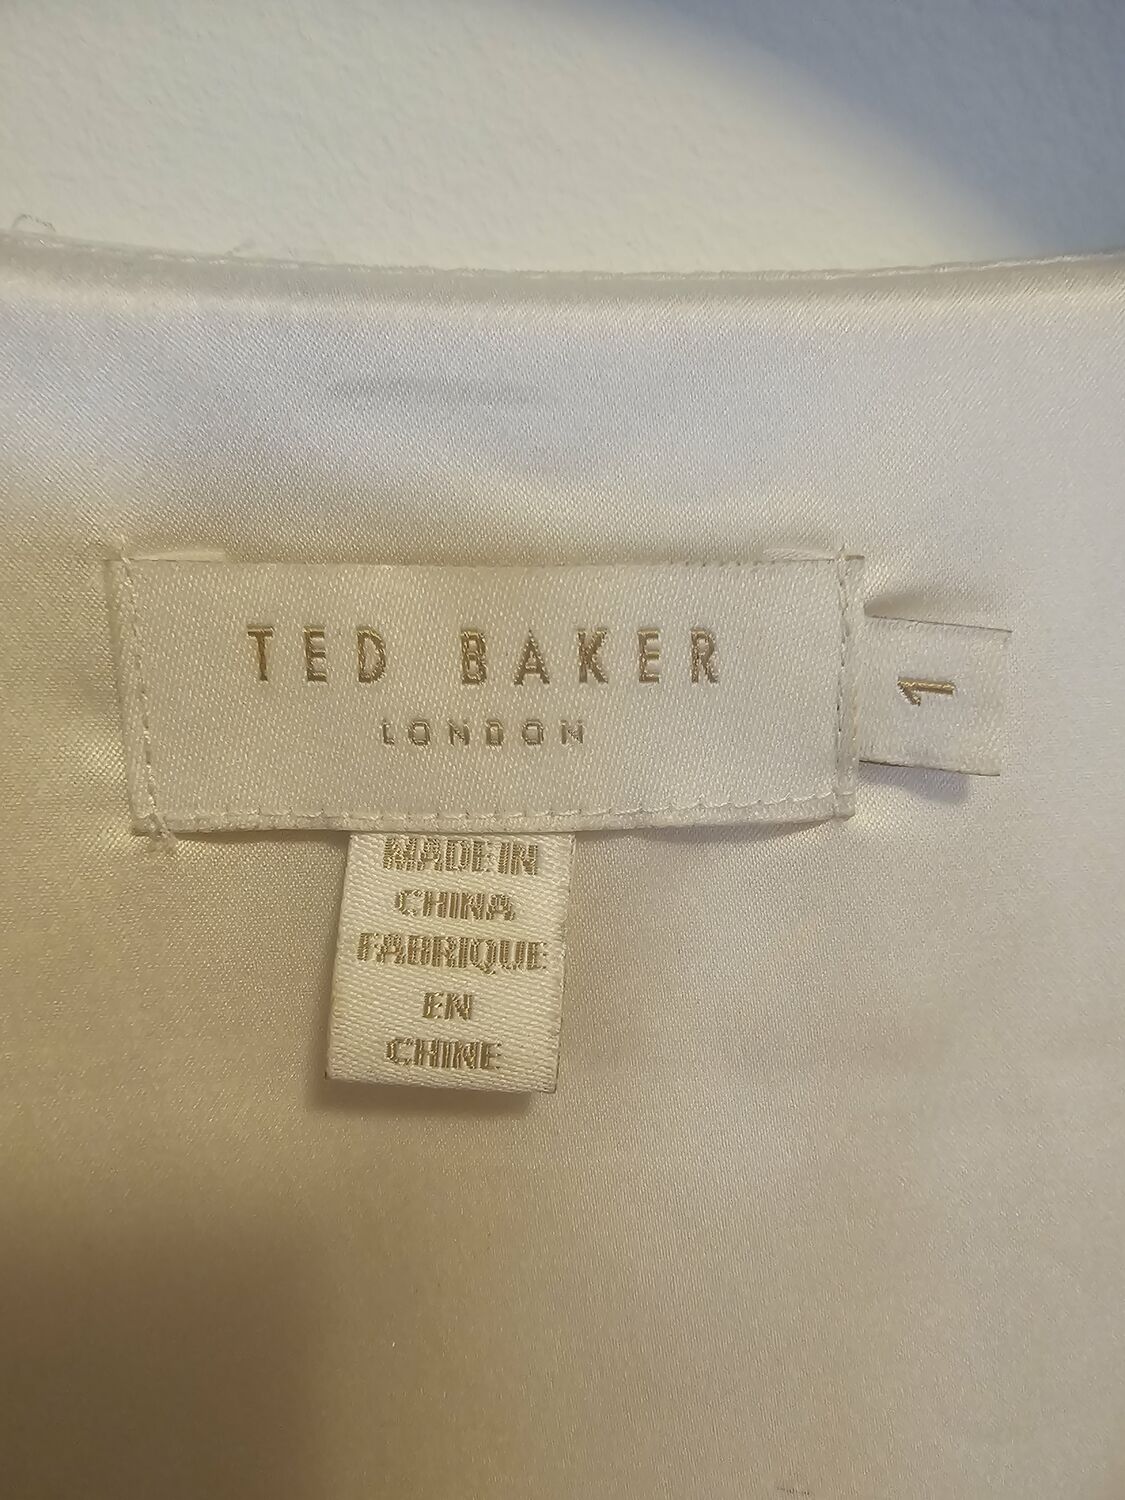 TED BAKER
LONDON
1
MADE IN
CHINA
FABRIQUE
EN
CHINE